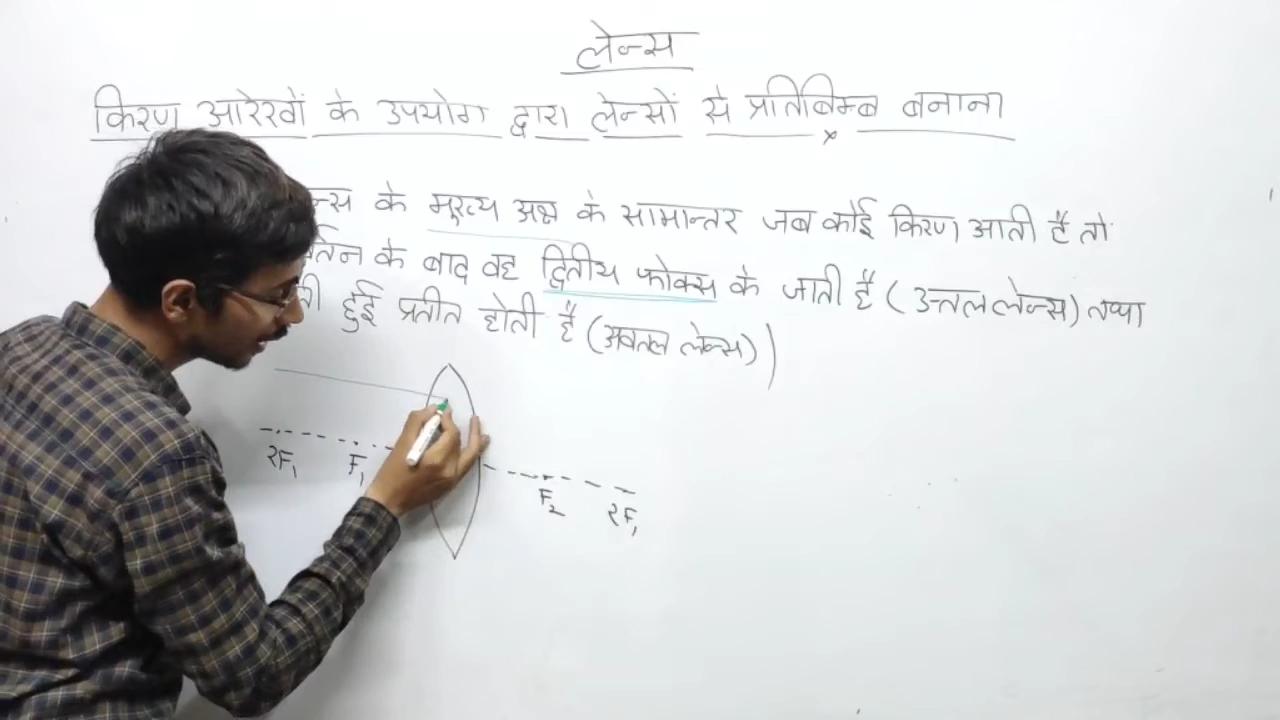 लेन्स
किरण आरेखों के उपयोग द्वारा लेन्सों से प्रतिबिम्ब बनाना
न्स के मूख्य अक्ष के सामान्तर जब कोई किरण आती है तो
र्तन के बाद वह द्वितीय फोक्स के जाती है (उत्तल लेन्स) तथा
हुई प्रतीत होती है (अवतल लेन्स))
2F₁ F₁ F₂ 2F₁